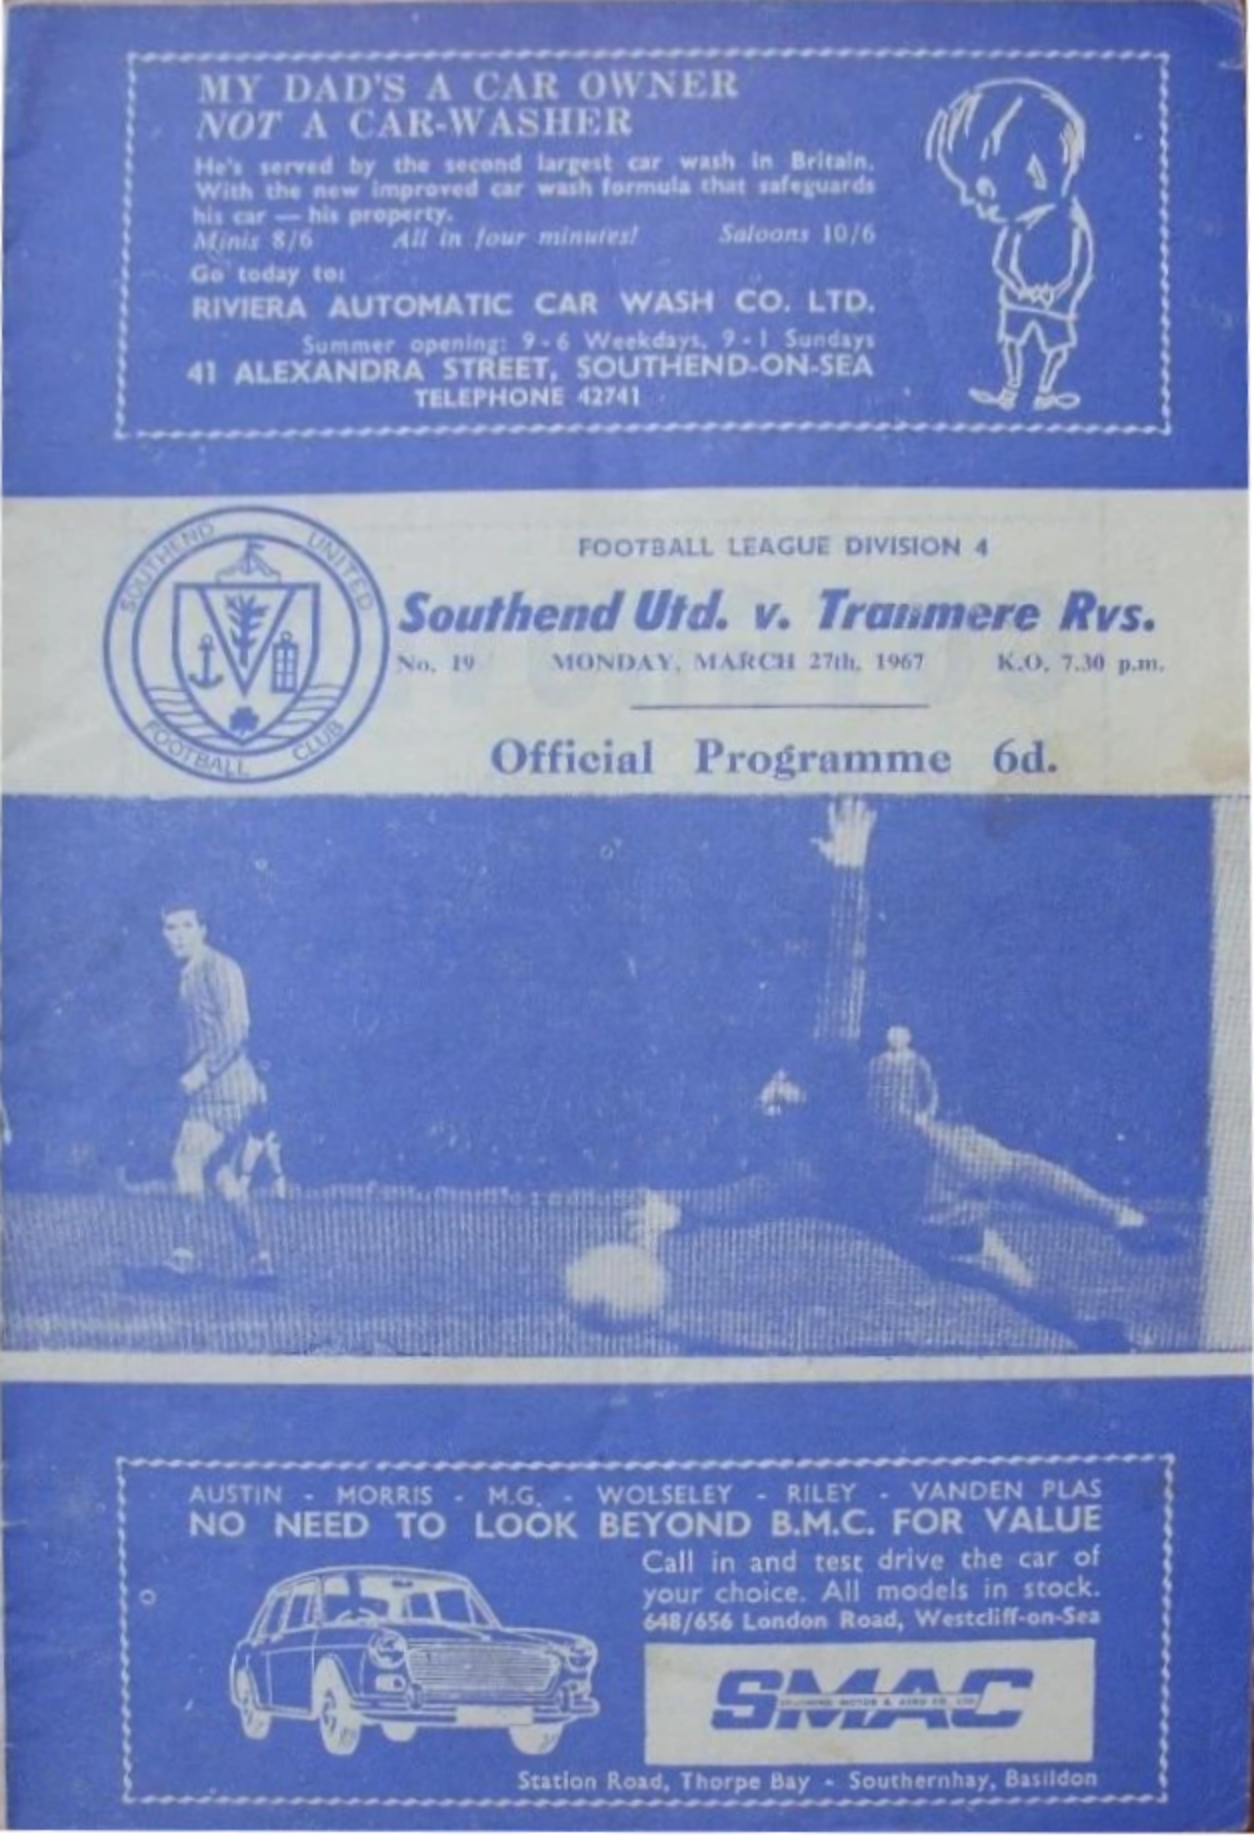 MY DAD'S A CAR OWNER
NOT A CAR-WASHER
He's served by the second largest car wash in Britain.
With the new improved car wash formula that safeguards
his car — his property.
Minis 8/6 All in four minutes! Saloons 10/6
Go today to:
RIVIERA AUTOMATIC CAR WASH CO. LTD.
Summer opening: 9-6 Weekdays, 9-1 Sundays
41 ALEXANDRA STREET, SOUTHEND-ON-SEA
TELEPHONE 42741
SOUTHEND UNITED
FOOTBALL CLUB
FOOTBALL LEAGUE DIVISION 4
Southend Utd. v. Tranmere Rvs.
No. 19 MONDAY, MARCH 27th, 1967 K.O. 7.30 p.m.
Official Programme 6d.
AUSTIN - MORRIS - M.G. - WOLSELEY - RILEY - VANDEN PLAS
NO NEED TO LOOK BEYOND B.M.C. FOR VALUE
Call in and test drive the car of
your choice. All models in stock.
648/656 London Road, Westcliff-on-Sea
SMAC
SOUTHEND MOTOR & AERO CO. LTD.
Station Road, Thorpe Bay - Southernhay, Basildon